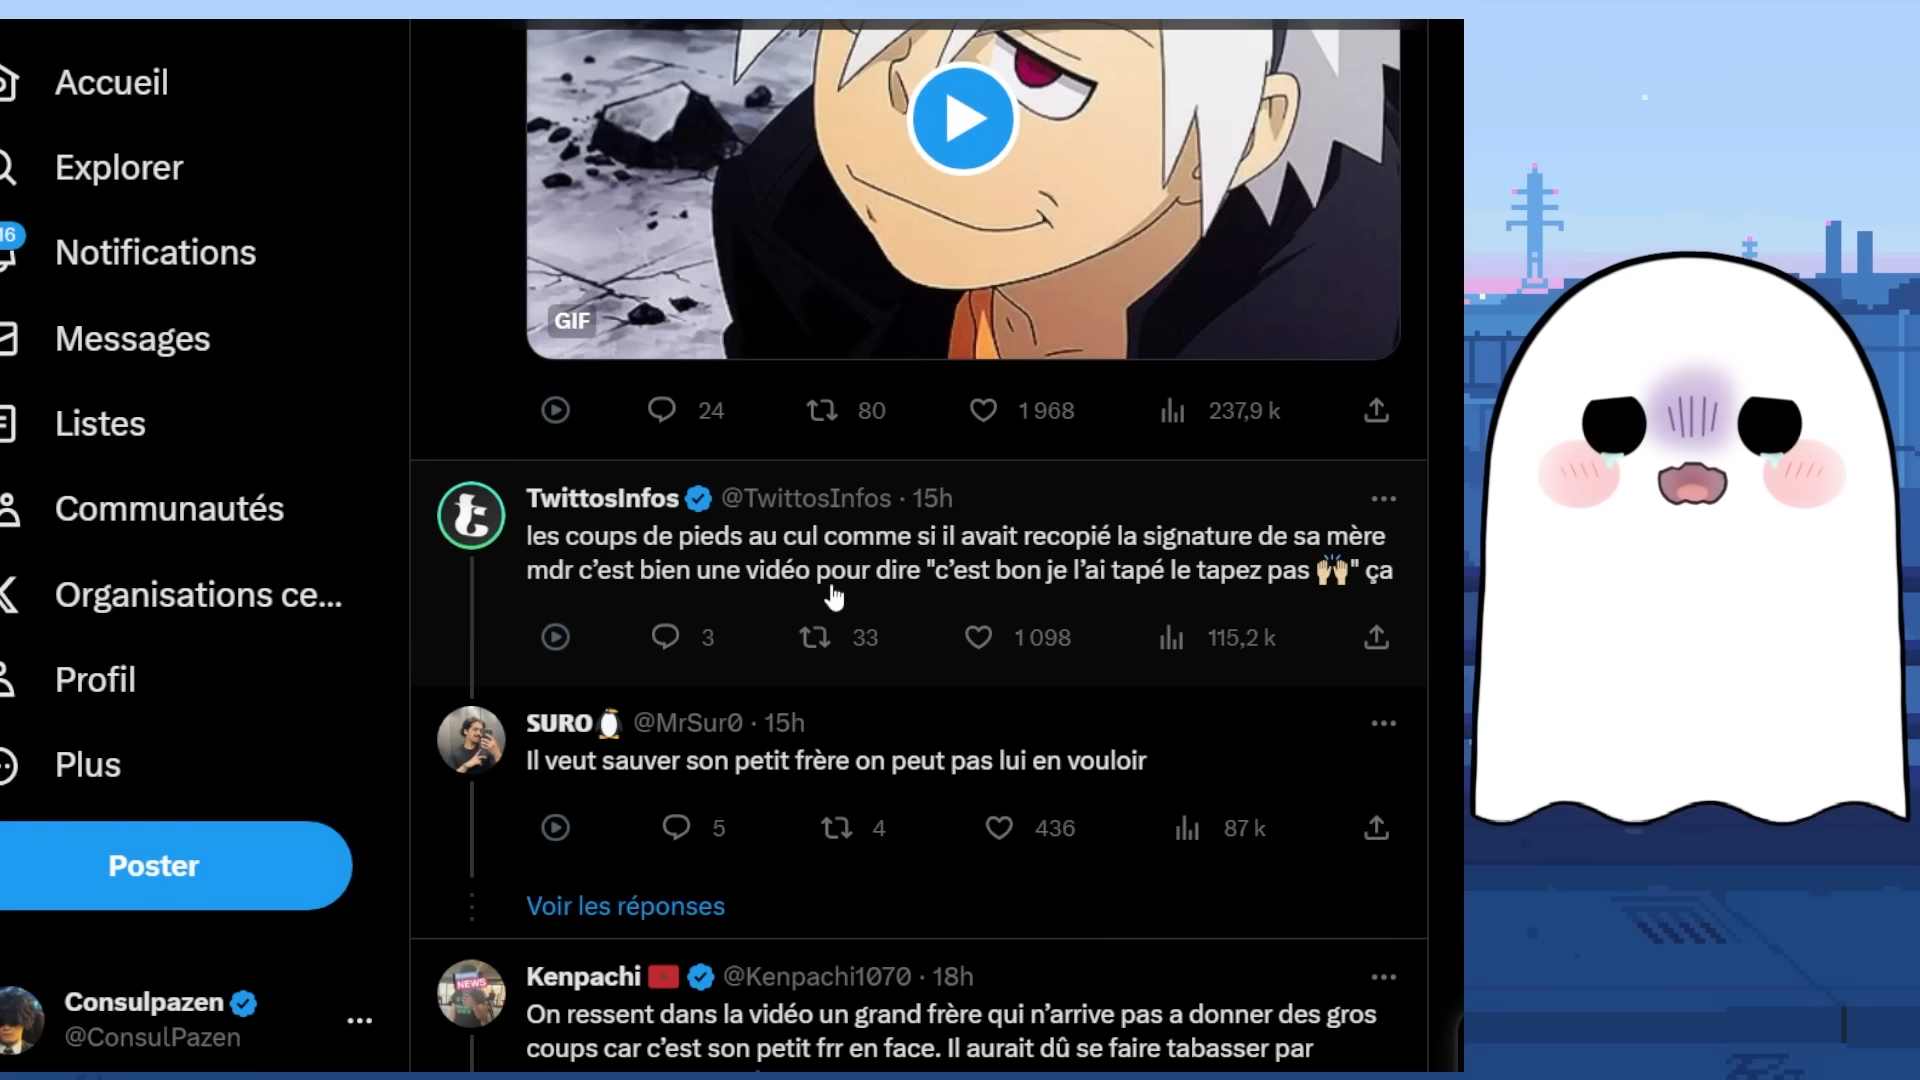 Accueil
Explorer
16
Notifications
Messages
Listes
Communautés
Organisations ce...
Profil
Plus
Poster
Consulpazen
@ConsulPazen
GIF
24 80 1 968 237,9 k
TwittosInfos @TwittosInfos · 15h
les coups de pieds au cul comme si il avait recopié la signature de sa mère
mdr c’est bien une vidéo pour dire "c’est bon je l’ai tapé le tapez pas 🙌🏼" ça
3 33 1 098 115,2 k
SURO🐧 @MrSur0 · 15h
Il veut sauver son petit frère on peut pas lui en vouloir
5 4 436 87 k
Voir les réponses
NEWS
Kenpachi 🇲🇦 @Kenpachi1070 · 18h
On ressent dans la vidéo un grand frère qui n’arrive pas a donner des gros
coups car c’est son petit frr en face. Il aurait dû se faire tabasser par